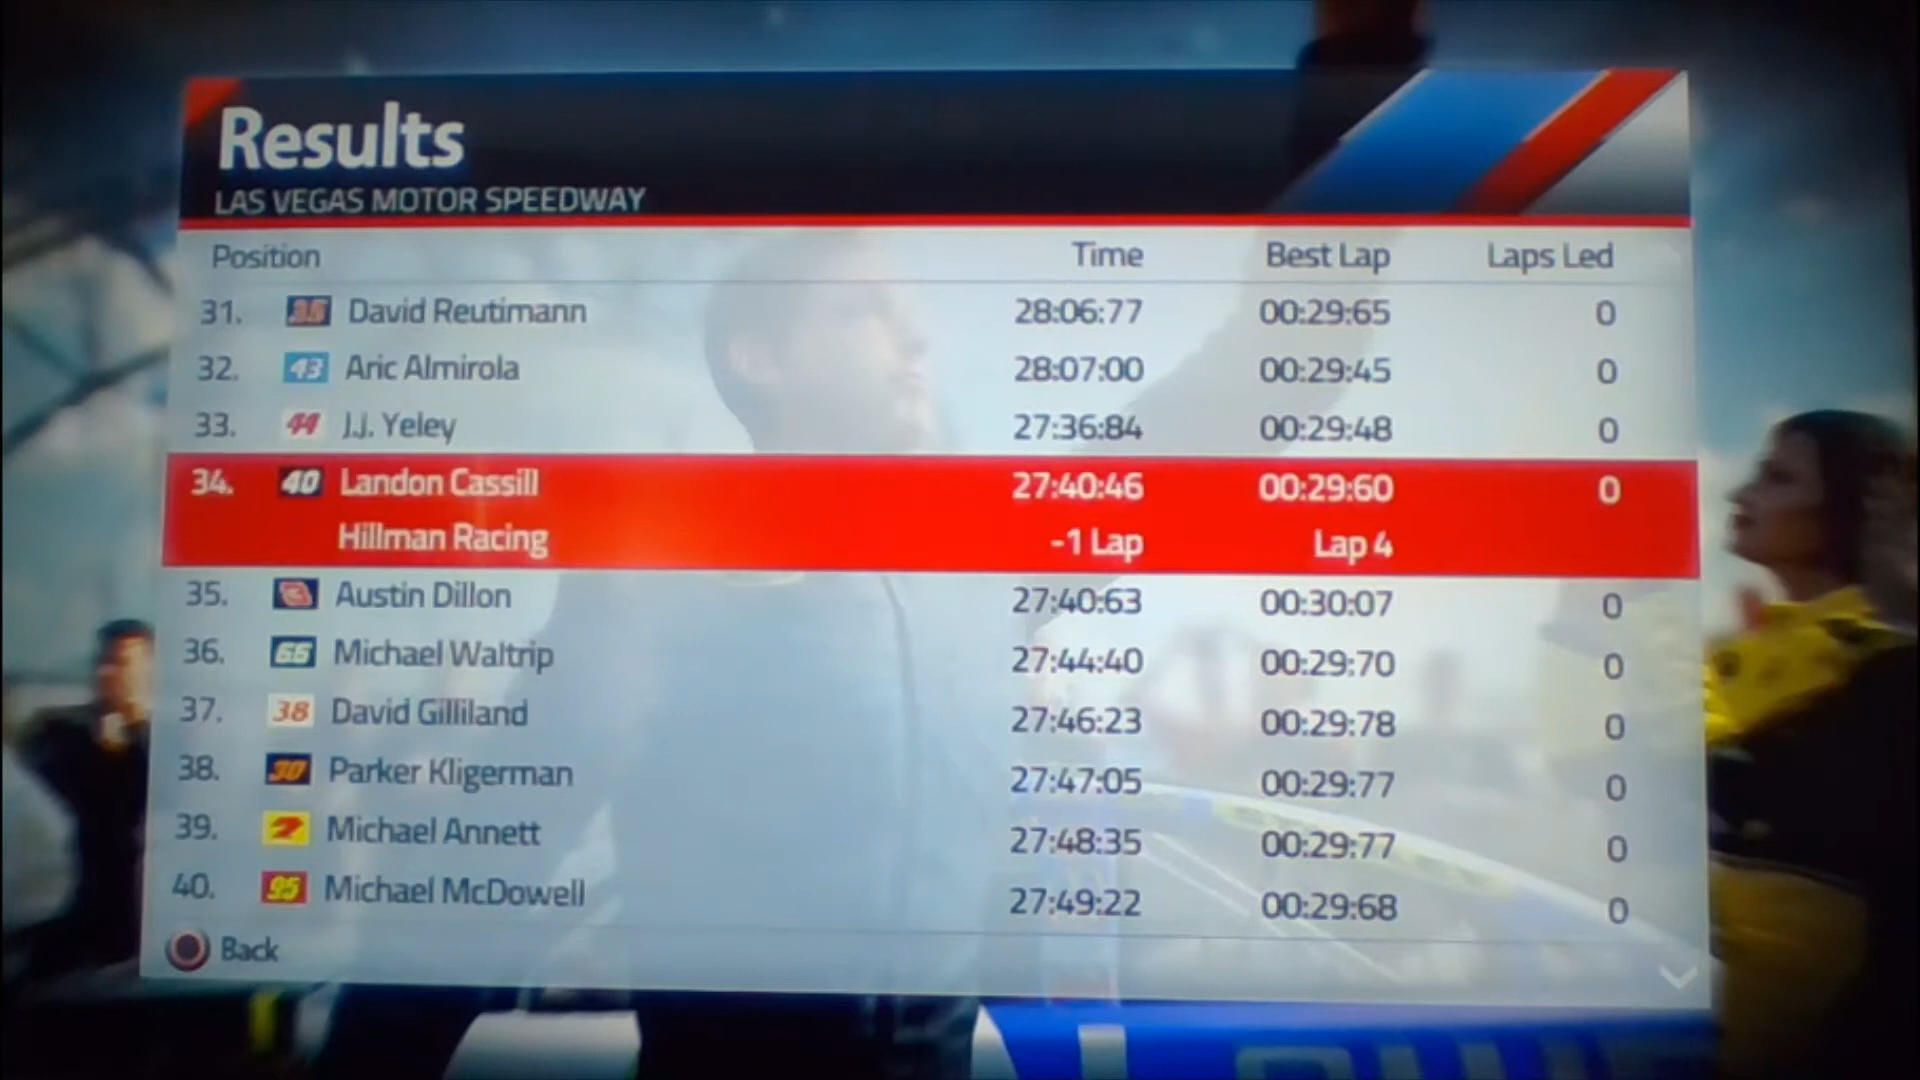 Results
LAS VEGAS MOTOR SPEEDWAY
Position Time Best Lap Laps Led
31. 35 David Reutimann 28:06:77 00:29:65 0
32. 43 Aric Almirola 28:07:00 00:29:45 0
33. 44 J.J. Yeley 27:36:84 00:29:48 0
34. 40 Landon Cassill 27:40:46 00:29:60 0
Hillman Racing -1 Lap Lap 4
35. Austin Dillon 27:40:63 00:30:07 0
36. 66 Michael Waltrip 27:44:40 00:29:70 0
37. 38 David Gilliland 27:46:23 00:29:78 0
38. 30 Parker Kligerman 27:47:05 00:29:77 0
39. 7 Michael Annett 27:48:35 00:29:77 0
40. 95 Michael McDowell 27:49:22 00:29:68 0
Back